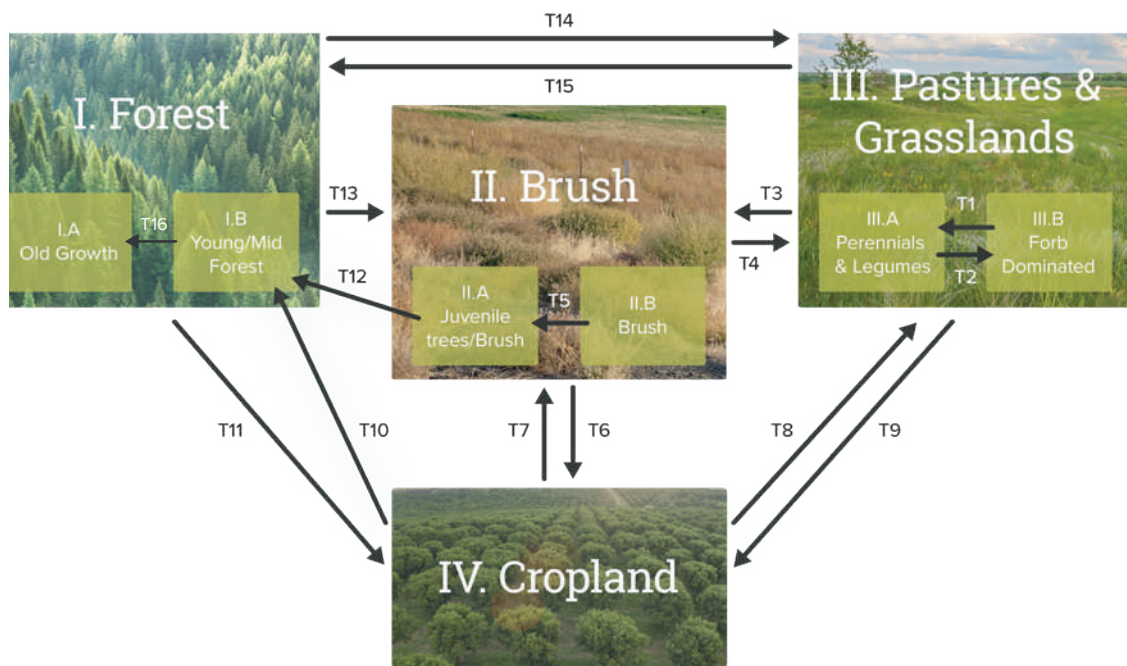 T14
T15
I. Forest
III. Pastures &
Grasslands
II. Brush
T13
T3
T4
T16
I.A
Old Growth
I.B
Young/Mid
Forest
T12
II.A
Juvenile
trees/Brush
T5
II.B
Brush
III.A
Perennials
& Legumes
T1
T2
III.B
Forb
Dominated
T11
T10
T7
T6
T8
T9
IV. Cropland